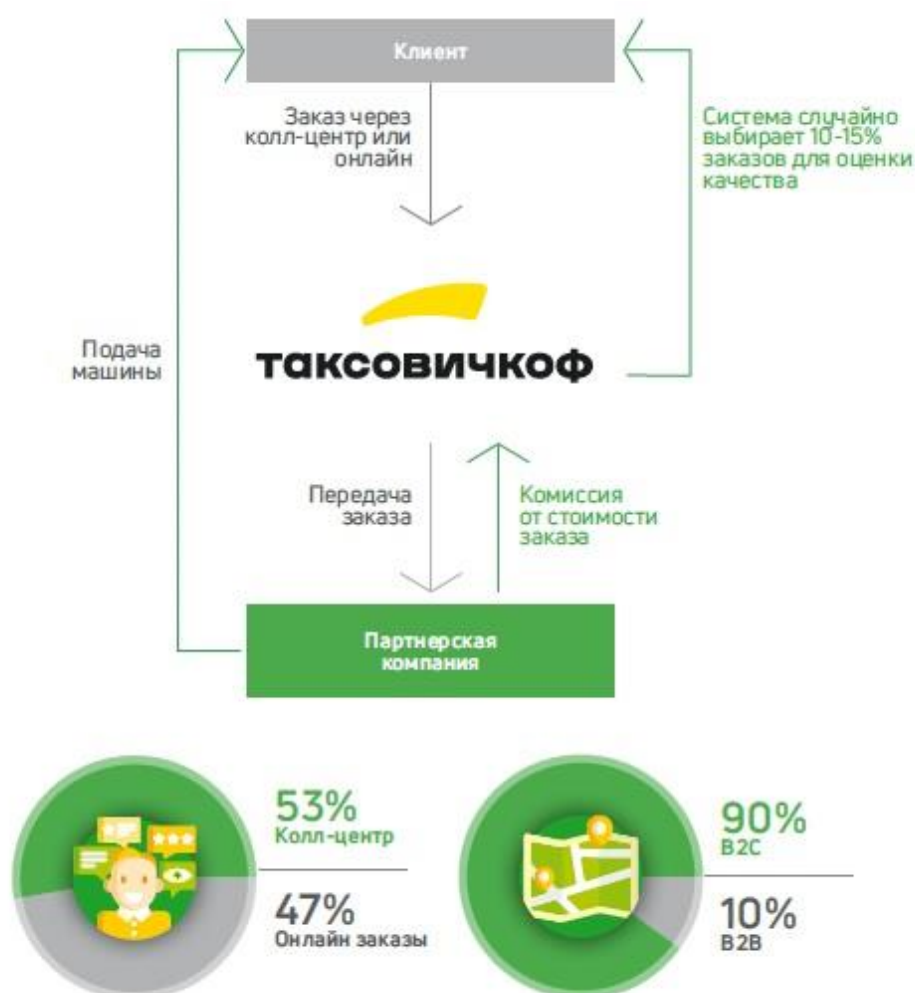 Клиент
Заказ через
колл-центр или
онлайн
Система случайно
выбирает 10-15%
заказов для оценки
качества
Подача
машины
таксовичкоф
Передача
заказа
Комиссия
от стоимости
заказа
Партнерская
компания
53%
Колл-центр
47%
Онлайн заказы
90%
B2C
10%
B2B